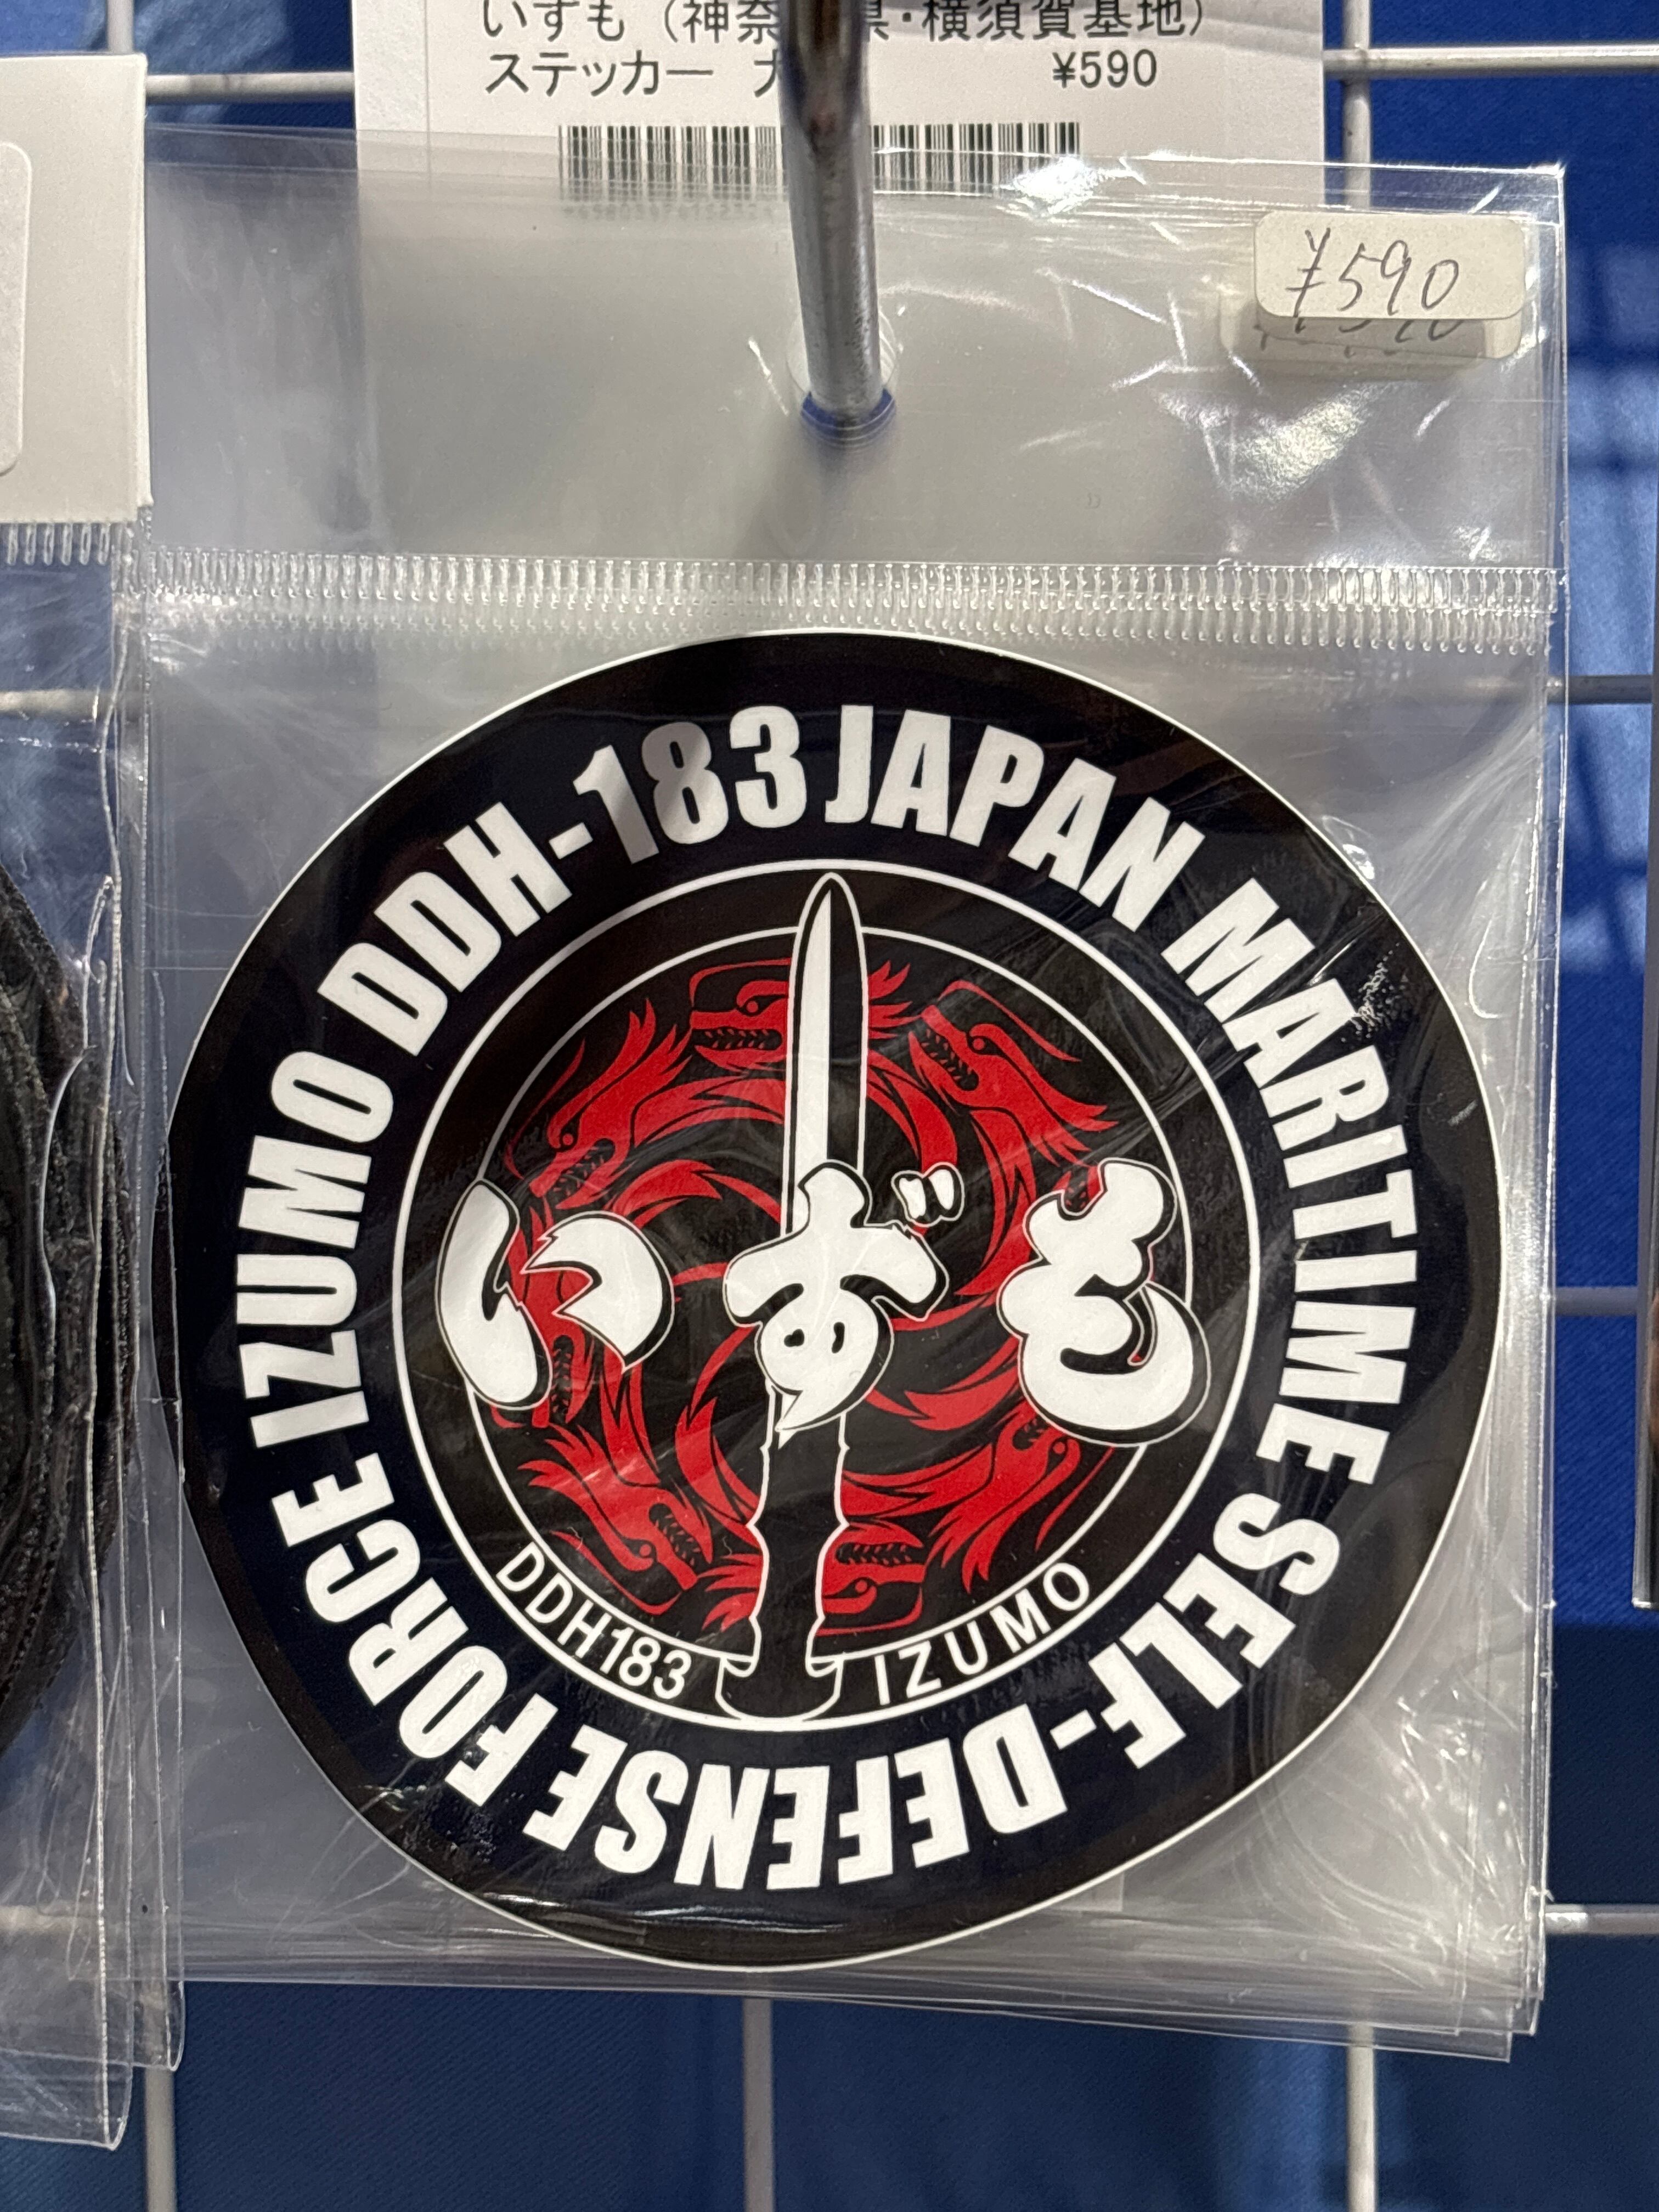 いずも（神奈 県・横須賀基地）
ステッカー ¥590
¥590
JAPAN MARITIME SELF-DEFENSE FORCE IZUMO DDH-183
いずも
DDH183 IZUMO